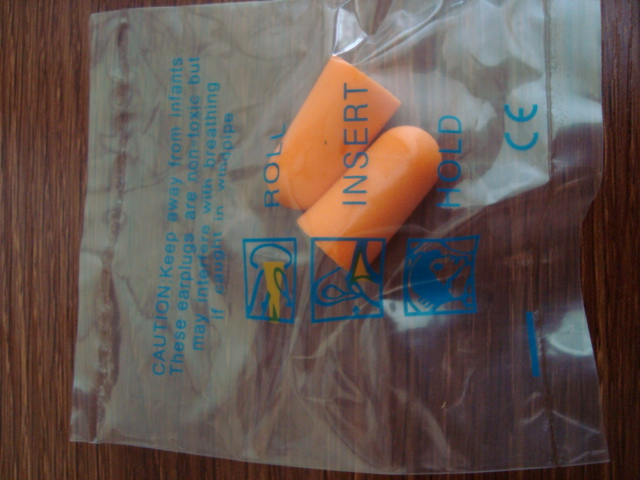 CAUTION Keep away from infants
These earplugs are non-toxic but
may interfere with breathing
if caught in windpipe
ROLL
INSERT
HOLD
CE